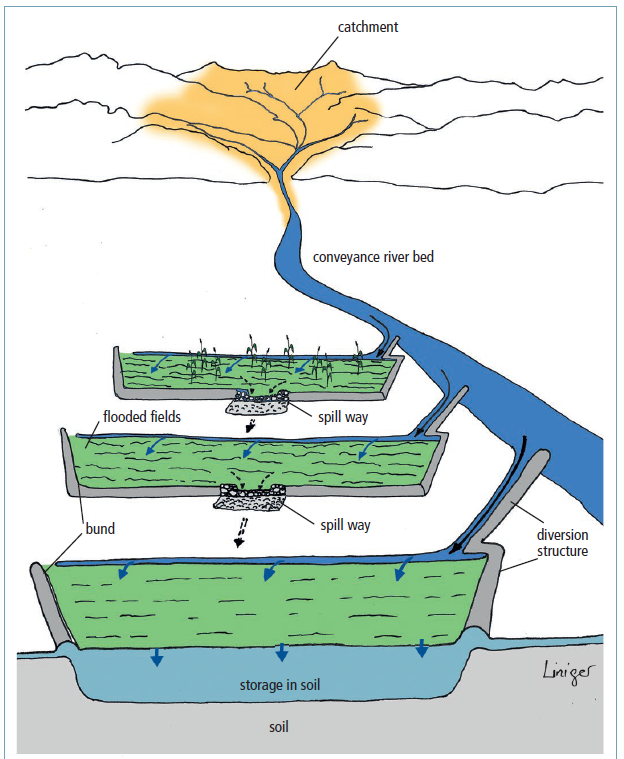 catchment
conveyance river bed
flooded fields
spill way
spill way
bund
diversion
structure
storage in soil
Liniger
soil